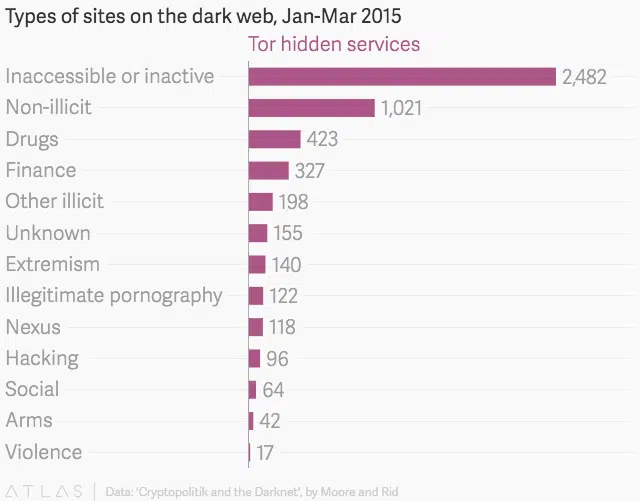 Types of sites on the dark web, Jan-Mar 2015
Tor hidden services
Inaccessible or inactive 2,482
Non-illicit 1,021
Drugs 423
Finance 327
Other illicit 198
Unknown 155
Extremism 140
Illegitimate pornography 122
Nexus 118
Hacking 96
Social 64
Arms 42
Violence 17
ATLAS | Data: 'Cryptopolitik and the Darknet', by Moore and Rid